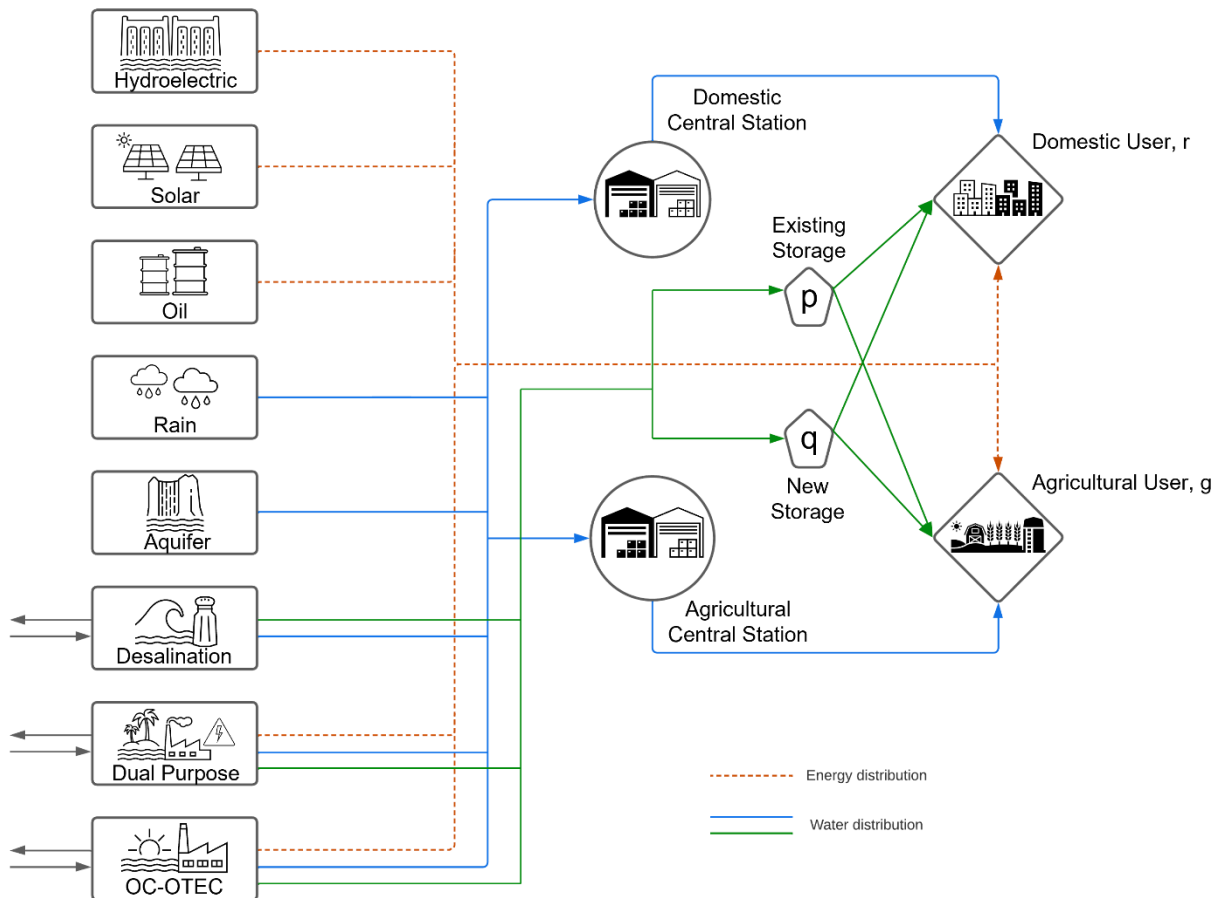 Hydroelectric
Solar
Oil
Rain
Aquifer
Desalination
Dual Purpose
OC-OTEC
Domestic
Central Station
Existing
Storage
p
q
New
Storage
Agricultural
Central Station
Domestic User, r
Agricultural User, g
Energy distribution
Water distribution